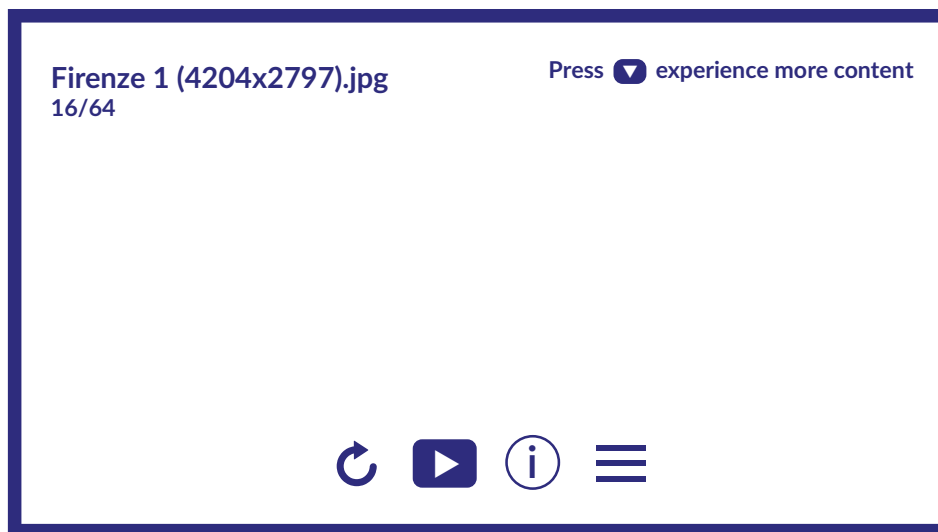 Firenze 1 (4204x2797).jpg
16/64
Press ▼ experience more content
i